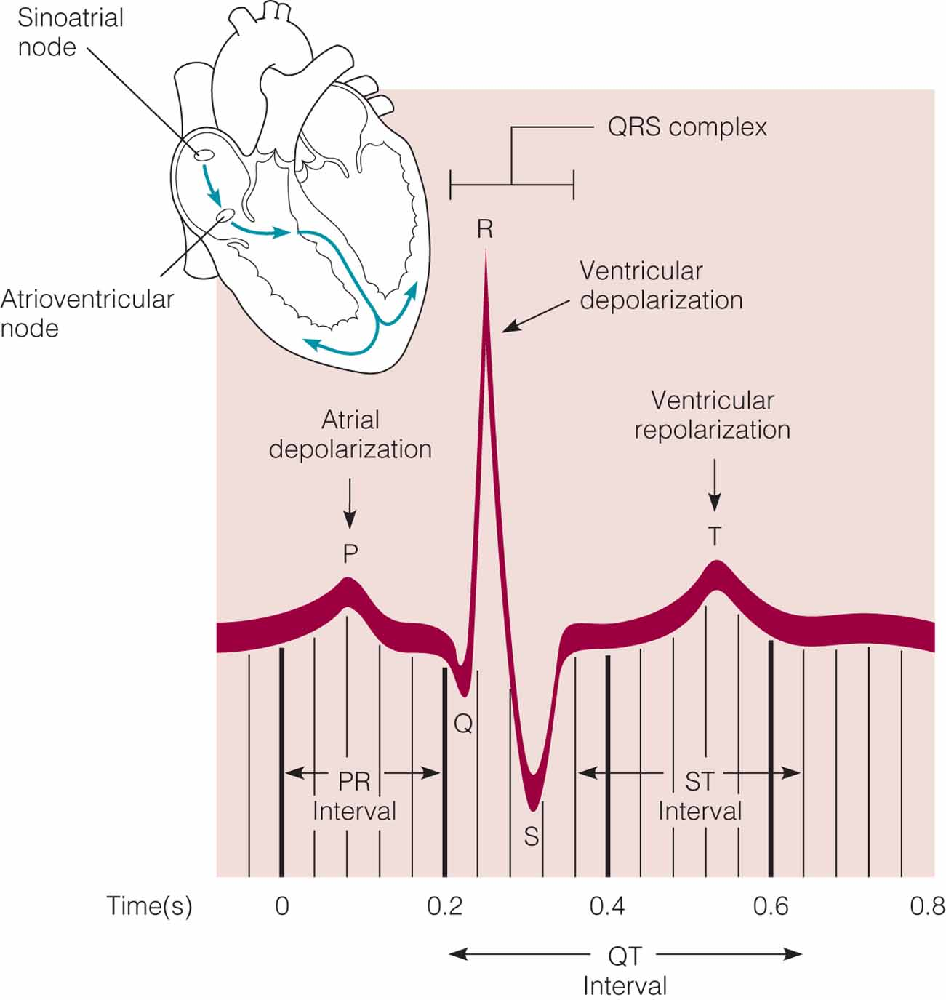 Sinoatrial
node
QRS complex
R
Ventricular
depolarization
Atrioventricular
node
Ventricular
repolarization
Atrial
depolarization
T
P
Q
PR
Interval
ST
Interval
S
Time(s) 0 0.2 0.4 0.6 0.8
QT
Interval